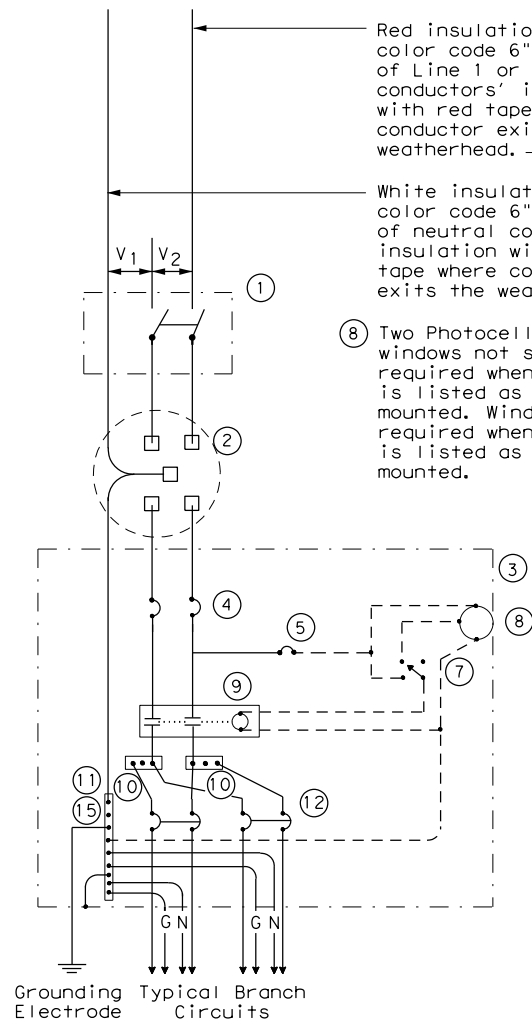 Red insulatio
color code 6"
of Line 1 or
conductors' i
with red tape
conductor exi
weatherhead.
White insulat
color code 6"
of neutral co
insulation wi
tape where co
exits the wea
V1 V2
1
8 Two Photocell
windows not s
required when
is listed as
mounted. Wind
required when
is listed as
mounted.
2
3
4
5
8
7
9
11 10 10
15 12
G N G N
Grounding Typical Branch
Electrode Circuits